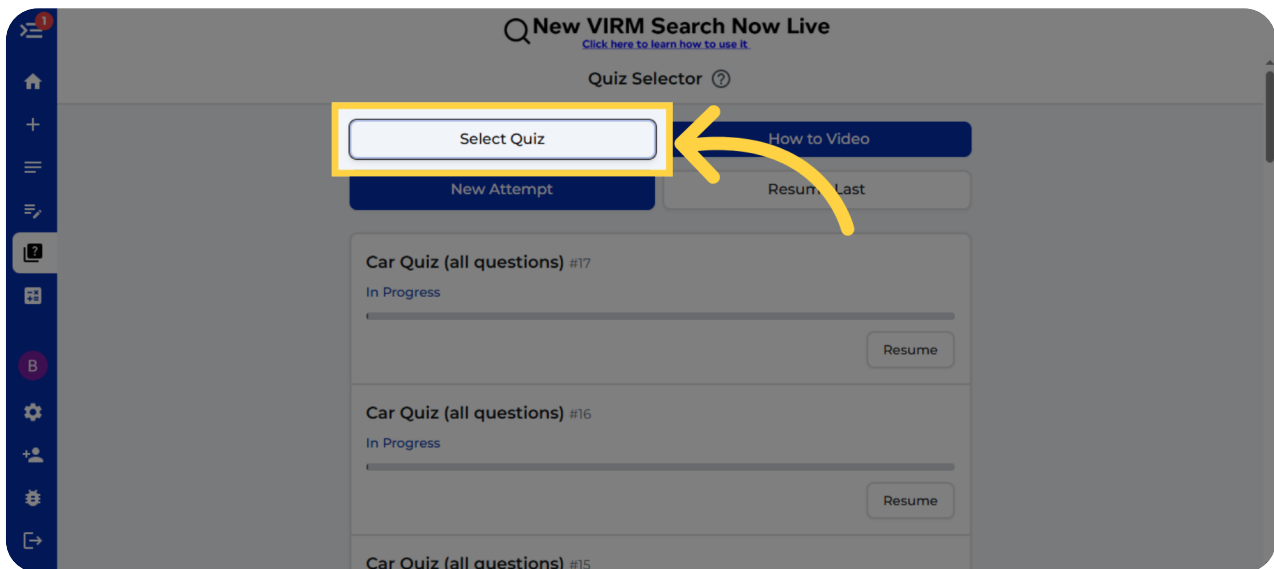 1
New VIRM Search Now Live
Click here to learn how to use it
Quiz Selector ?
Select Quiz
How to Video
New Attempt
Resume Last
Car Quiz (all questions) #17
In Progress
Resume
Car Quiz (all questions) #16
In Progress
Resume
Car Quiz (all questions) #15
B